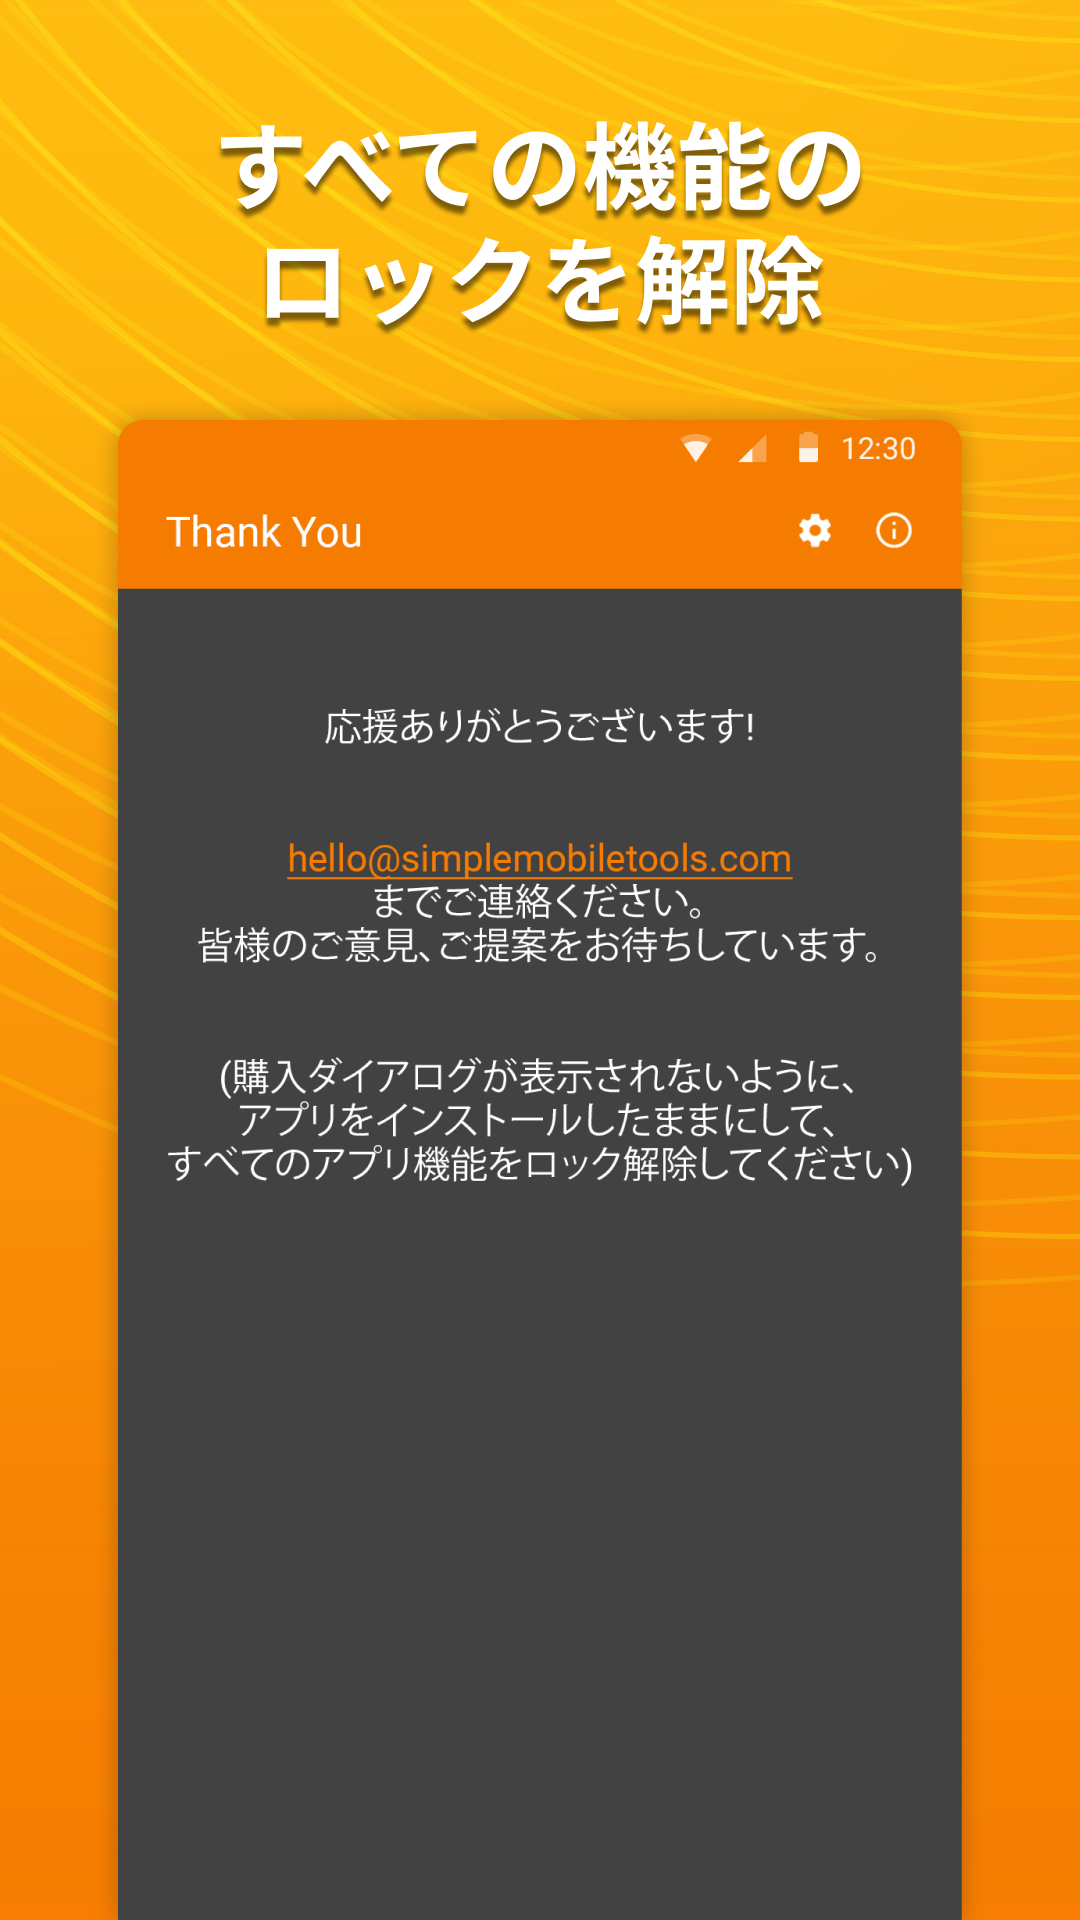 すべての機能の
ロックを解除
12:30
Thank You
応援ありがとうございます!
hello@simplemobiletools.com
までご連絡ください。
皆様のご意見、ご提案をお待ちしています。
(購入ダイアログが表示されないように、
アプリをインストールしたままにして、
すべてのアプリ機能をロック解除してください)